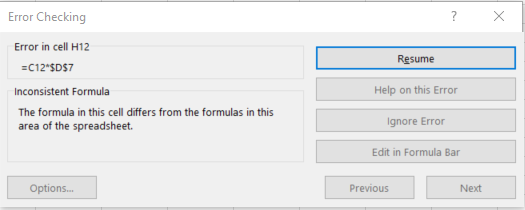 Error Checking
?
Error in cell H12
=C12*$D$7
Inconsistent Formula
The formula in this cell differs from the formulas in this
area of the spreadsheet.
Resume
Help on this Error
Ignore Error
Edit in Formula Bar
Options...
Previous
Next